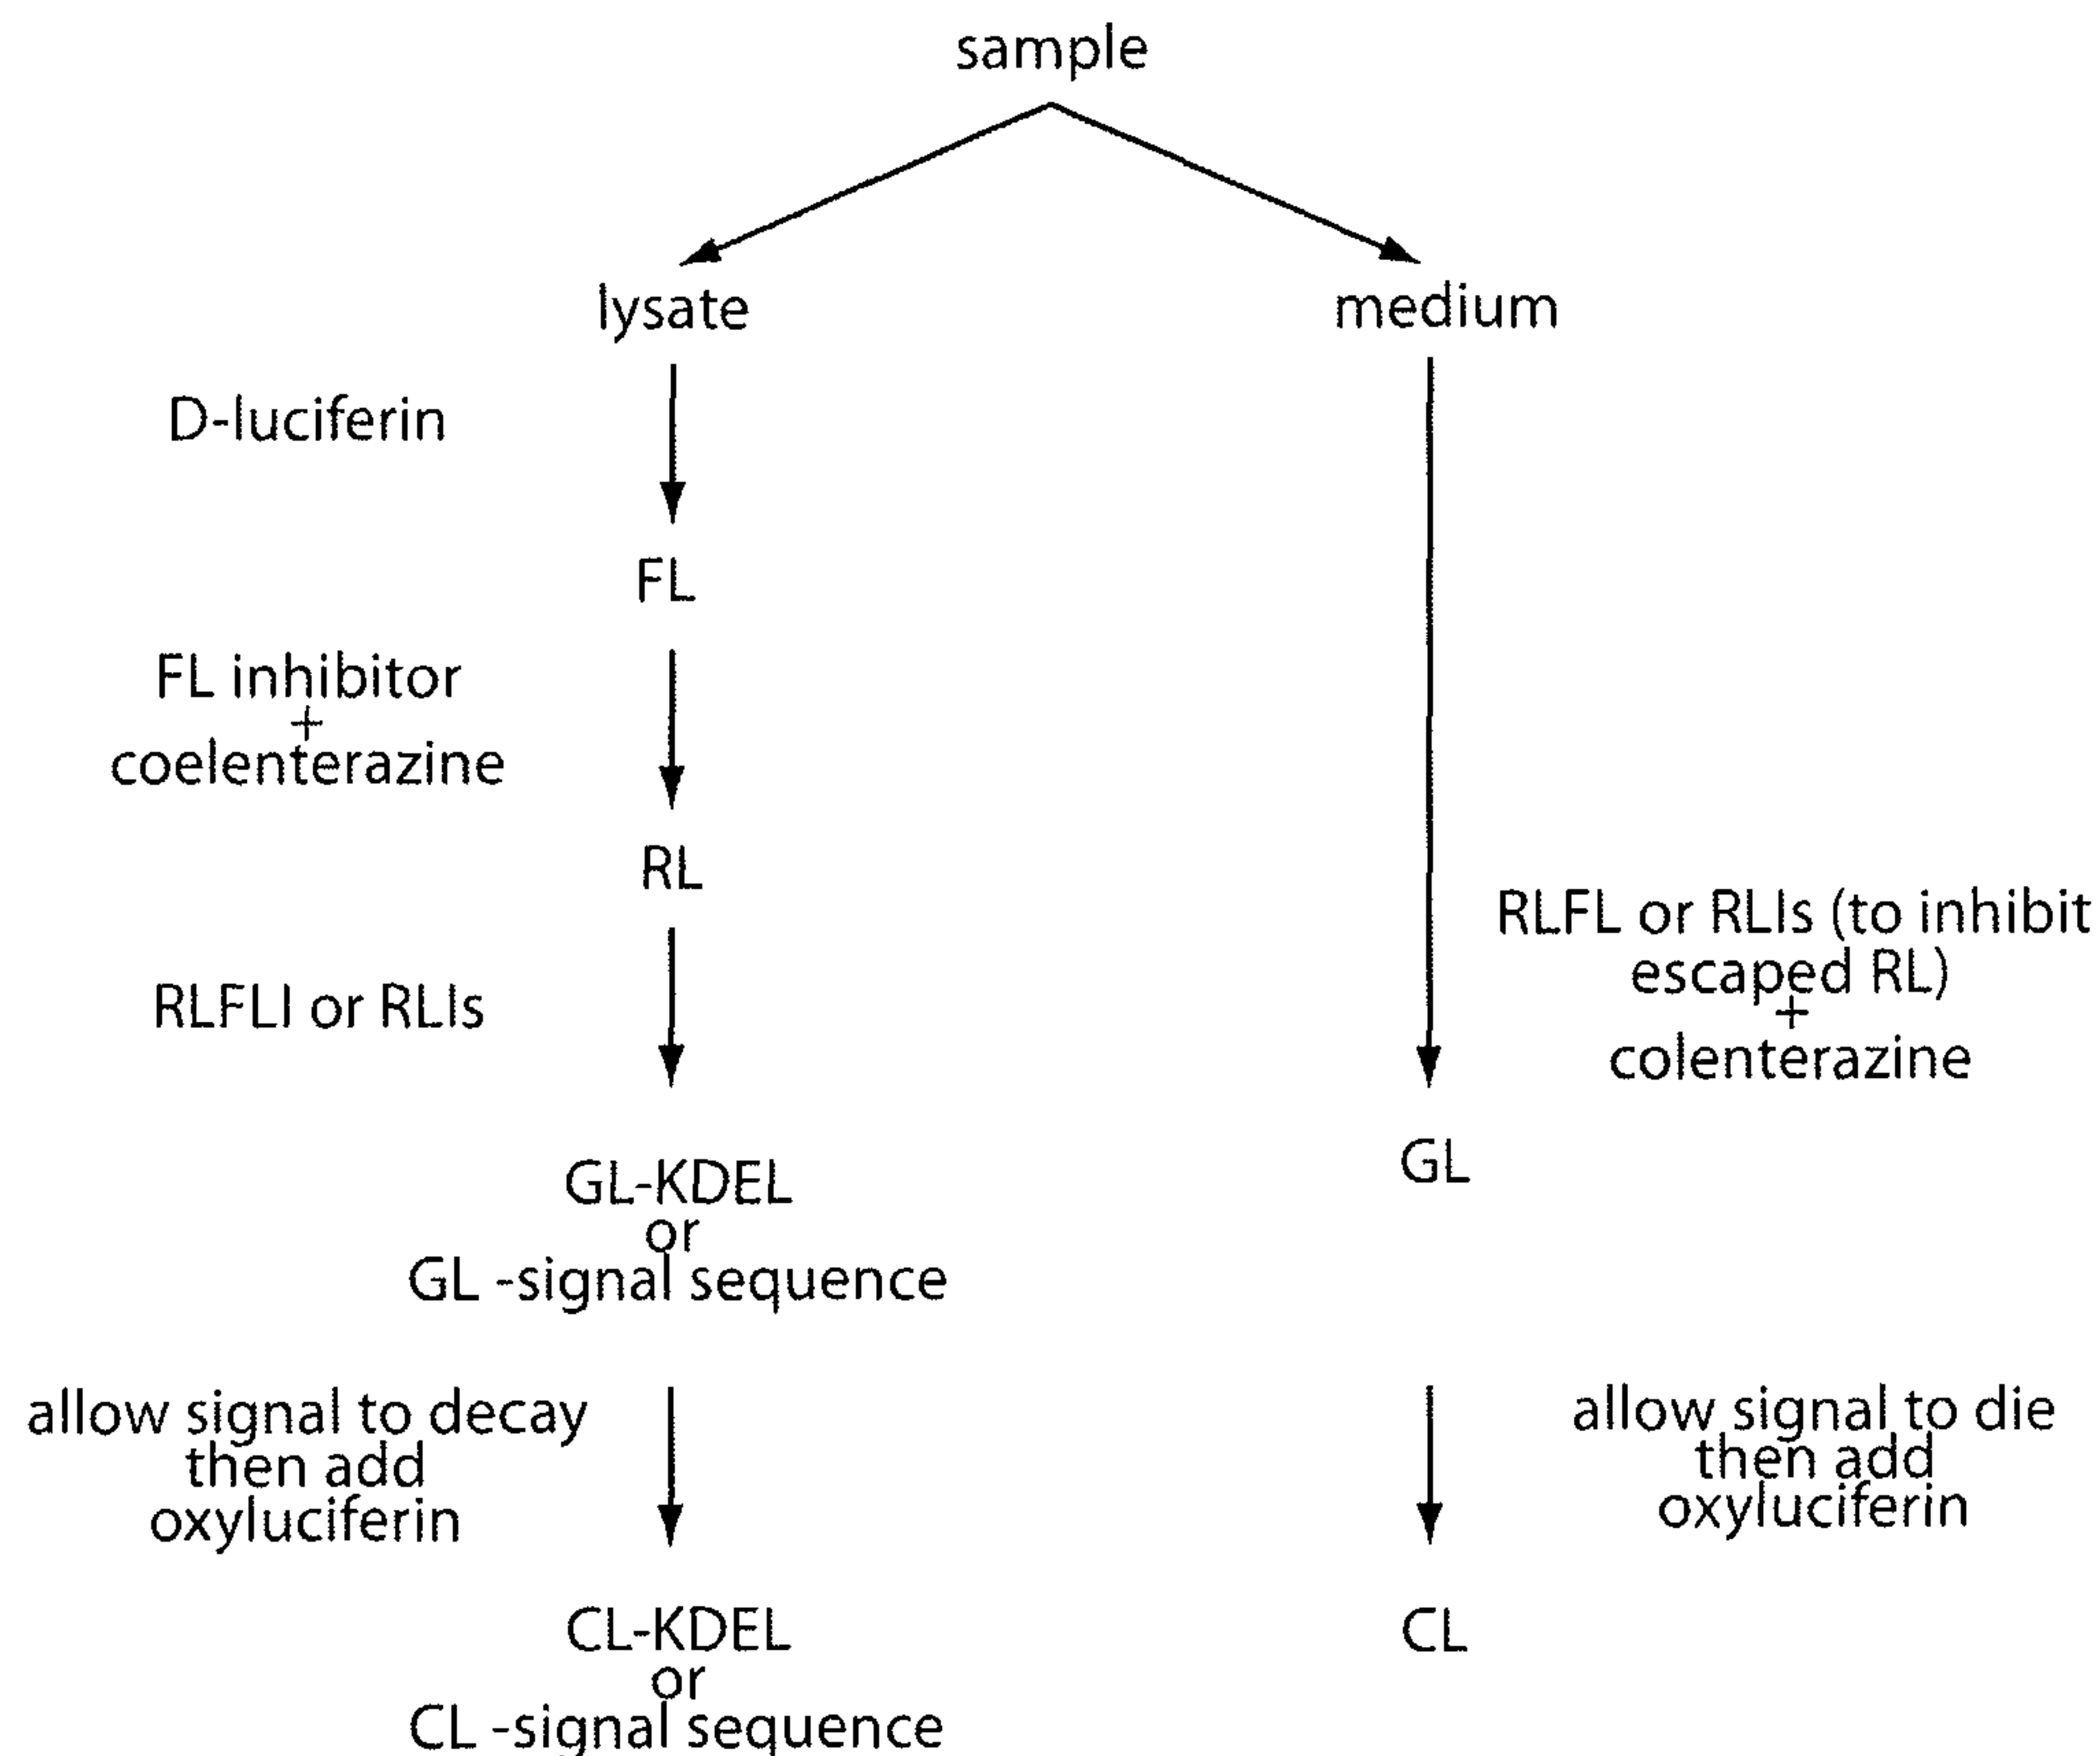 sample
lysate
medium
D-luciferin
FL
FL inhibitor
+
coelenterazine
RL
RLFLI or RLIs
RLFL or RLIs (to inhibit
escaped RL)
+
colenterazine
GL-KDEL
or
GL -signal sequence
GL
allow signal to decay
then add
oxyluciferin
allow signal to die
then add
oxyluciferin
CL-KDEL
or
CL -signal sequence
CL